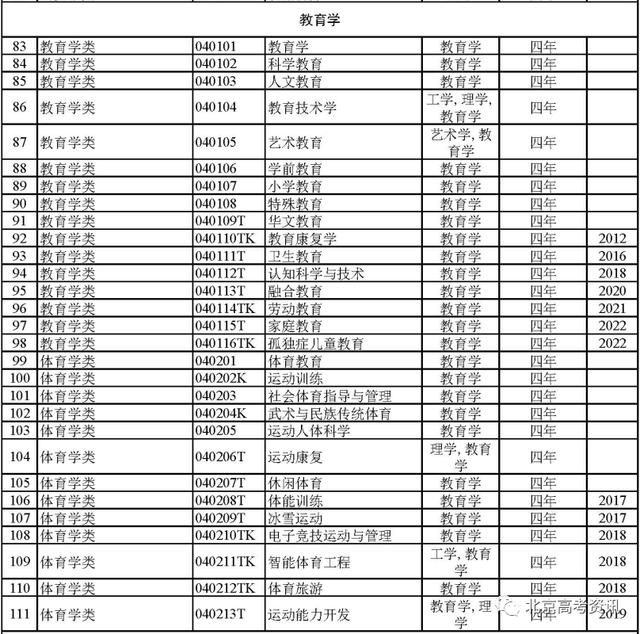 教育学
83 教育学类 040101 教育学 教育学 四年
84 教育学类 040102 科学教育 教育学 四年
85 教育学类 040103 人文教育 教育学 四年
86 教育学类 040104 教育技术学 工学,理学,教育学 四年
87 教育学类 040105 艺术教育 艺术学,教育学 四年
88 教育学类 040106 学前教育 教育学 四年
89 教育学类 040107 小学教育 教育学 四年
90 教育学类 040108 特殊教育 教育学 四年
91 教育学类 040109T 华文教育 教育学 四年
92 教育学类 040110TK 教育康复学 教育学 四年 2012
93 教育学类 040111T 卫生教育 教育学 四年 2016
94 教育学类 040112T 认知科学与技术 教育学 四年 2018
95 教育学类 040113T 融合教育 教育学 四年 2020
96 教育学类 040114TK 劳动教育 教育学 四年 2021
97 教育学类 040115T 家庭教育 教育学 四年 2022
98 教育学类 040116TK 孤独症儿童教育 教育学 四年 2022
99 体育学类 040201 体育教育 教育学 四年
100 体育学类 040202K 运动训练 教育学 四年
101 体育学类 040203 社会体育指导与管理 教育学 四年
102 体育学类 040204K 武术与民族传统体育 教育学 四年
103 体育学类 040205 运动人体科学 教育学 四年
104 体育学类 040206T 运动康复 理学,教育学 四年
105 体育学类 040207T 休闲体育 教育学 四年
106 体育学类 040208T 体能训练 教育学 四年 2017
107 体育学类 040209T 冰雪运动 教育学 四年 2017
108 体育学类 040210TK 电子竞技运动与管理 教育学 四年 2018
109 体育学类 040211TK 智能体育工程 工学,教育学 四年 2018
110 体育学类 040212TK 体育旅游 教育学 四年 2018
111 体育学类 040213T 运动能力开发 教育学,理学 四年 2019
北京高考资讯